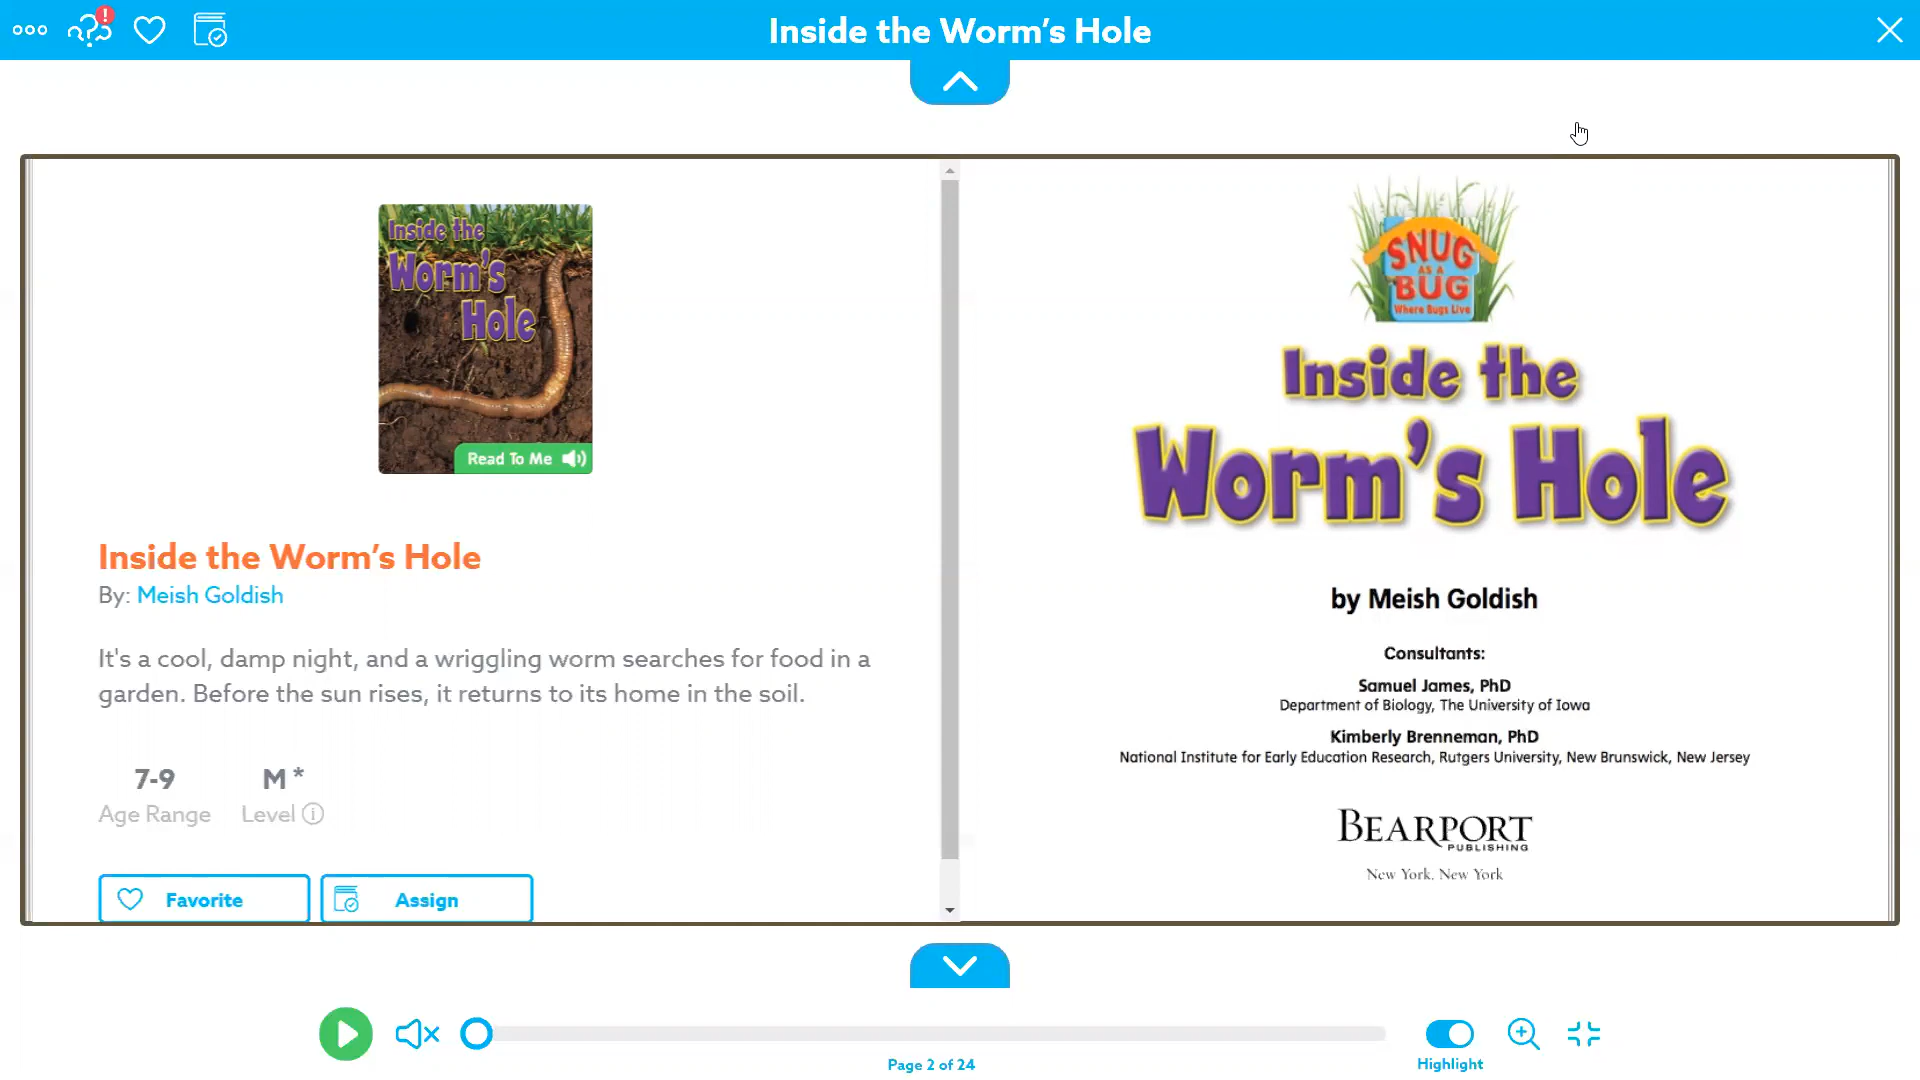 Inside the Worm's Hole
Inside the
Worm's
Hole
Read To Me
Inside the Worm's Hole
By: Meish Goldish
It's a cool, damp night, and a wriggling worm searches for food in a
garden. Before the sun rises, it returns to its home in the soil.
7-9
Age Range
M *
Level
Favorite
Assign
SNUG
AS A
BUG
Where Bugs Live
Inside the
Worm's Hole
by Meish Goldish
Consultants:
Samuel James, PhD
Department of Biology, The University of Iowa
Kimberly Brenneman, PhD
National Institute for Early Education Research, Rutgers University, New Brunswick, New Jersey
BEARPORT
PUBLISHING
New York, New York
Page 2 of 24
Highlight